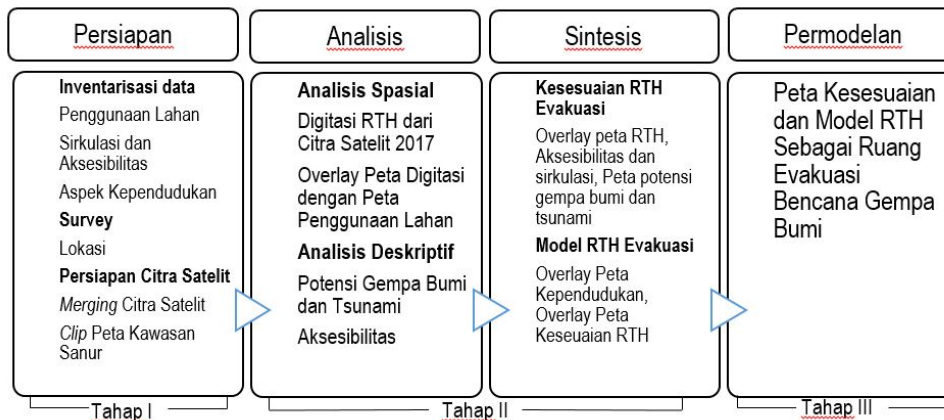 Persiapan
Inventarisasi data
Penggunaan Lahan
Sirkulasi dan
Aksesibilitas
Aspek Kependudukan
Survey
Lokasi
Persiapan Citra Satelit
Merging Citra Satelit
Clip Peta Kawasan
Sanur
Analisis
Analisis Spasial
Digitasi RTH dari
Citra Satelit 2017
Overlay Peta Digitasi
dengan Peta
Penggunaan Lahan
Analisis Deskriptif
Potensi Gempa Bumi
dan Tsunami
Aksesibilitas
Sintesis
Kesesuaian RTH
Evakuasi
Overlay peta RTH,
Aksesibilitas dan
sirkulasi, Peta potensi
gempa bumi dan
tsunami
Model RTH Evakuasi
Overlay Peta
Kependudukan,
Overlay Peta
Keseuaian RTH
Permodelan
Peta Kesesuaian
dan Model RTH
Sebagai Ruang
Evakuasi
Bencana Gempa
Bumi
Tahap I
Tahap II
Tahap III